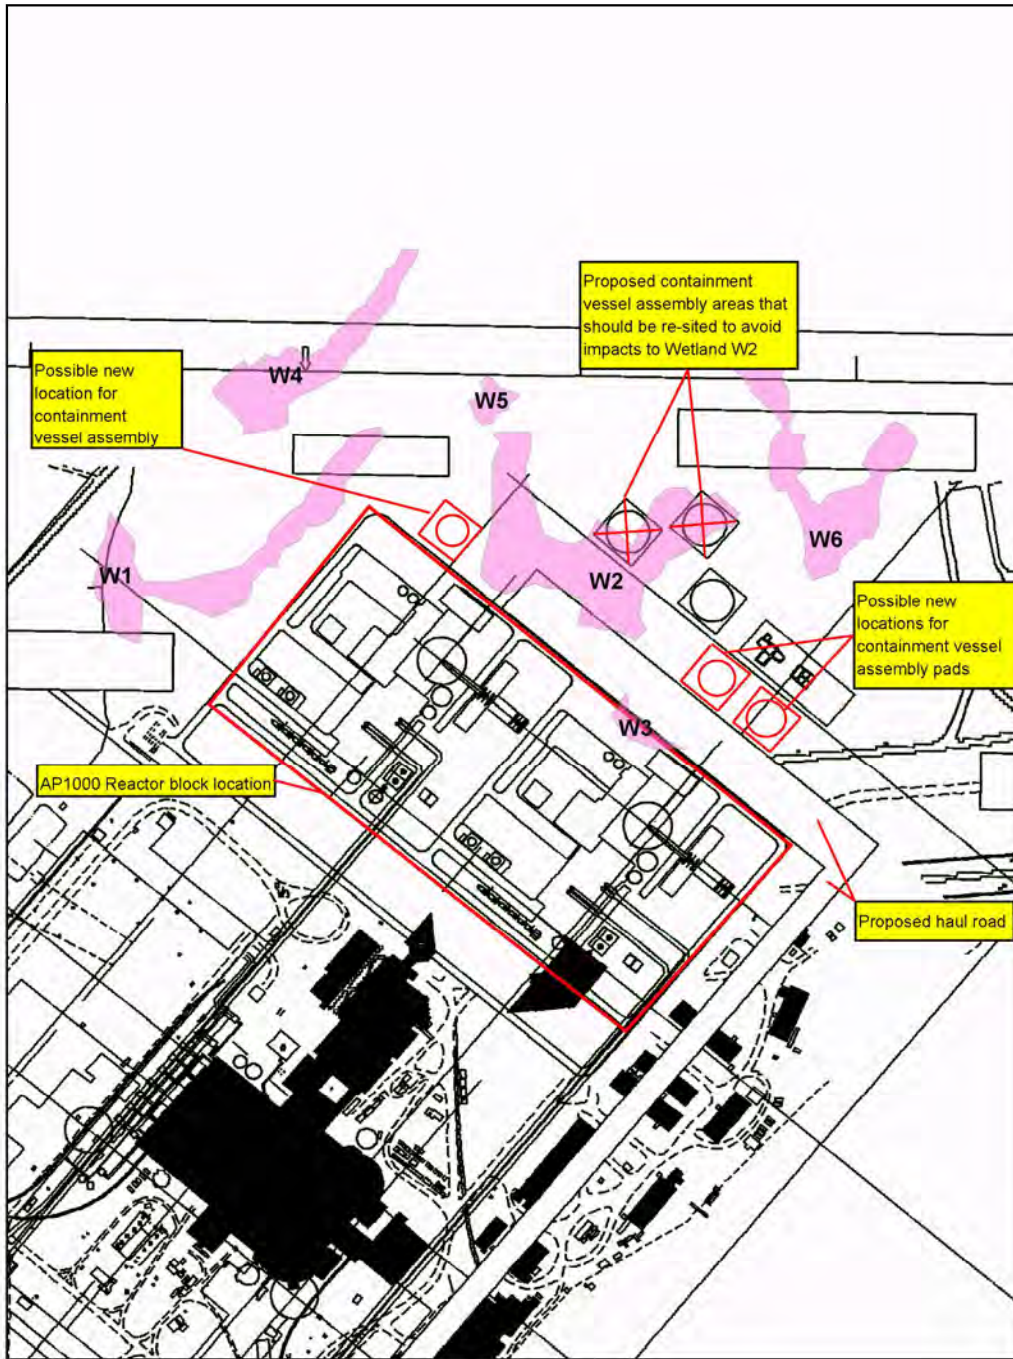 Proposed containment
vessel assembly areas that
should be re-sited to avoid
impacts to Wetland W2
Possible new
location for
containment
vessel assembly
W4
W5
W6
W1
W2
Possible new
locations for
containment vessel
assembly pads
W3
AP1000 Reactor block location
Proposed haul road